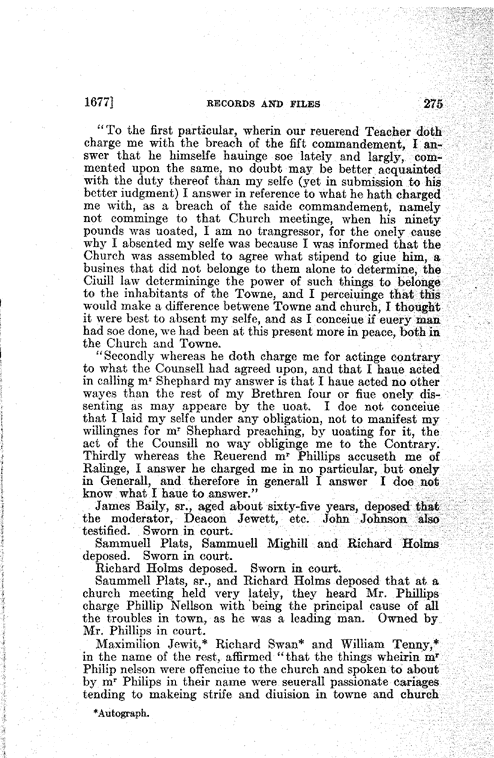 1677] RECORDS AND FILES 275
"To the first particular, wherin our reuerend Teacher doth
charge me with the breach of the fift commandement, I an-
swer that he himselfe hauinge soe lately and largly, com-
mented upon the same, no doubt may be better acquainted
with the duty thereof than my selfe (yet in submission to his
better iudgment) I answer in reference to what he hath charged
me with, as a breach of the saide commandement, namely
not comminge to that Church meetinge, when his ninety
pounds was uoated, I am no trangressor, for the onely cause
why I absented my selfe was because I was informed that the
Church was assembled to agree what stipend to giue him, a
busines that did not belonge to them alone to determine, the
Ciuill law determininge the power of such things to belonge
to the inhabitants of the Towne, and I perceiuinge that this
would make a difference betwene Towne and church, I thought
it were best to absent my selfe, and as I conceiue if euery man
had soe done, we had been at this present more in peace, both in
the Church and Towne.
"Secondly whereas he doth charge me for actinge contrary
to what the Counsell had agreed upon, and that I haue acted
in calling mr Shephard my answer is that I haue acted no other
wayes than the rest of my Brethren four or fiue onely dis-
senting as may appeare by the uoat. I doe not conceiue
that I laid my selfe under any obligation, not to manifest my
willingnes for mr Shephard preaching, by uoating for it, the
act of the Counsill no way obliginge me to the Contrary.
Thirdly whereas the Reuerend mr Phillips accuseth me of
Ralinge, I answer he charged me in no particular, but onely
in Generall, and therefore in generall I answer I doe not
know what I haue to answer."
James Baily, sr., aged about sixty-five years, deposed that
the moderator, Deacon Jewett, etc. John Johnson also
testified. Sworn in court.
Sammuell Plats, Sammuell Mighill and Richard Holms
deposed. Sworn in court.
Richard Holms deposed. Sworn in court.
Saummell Plats, sr., and Richard Holms deposed that at a
church meeting held very lately, they heard Mr. Phillips
charge Phillip Nellson with being the principal cause of all
the troubles in town, as he was a leading man. Owned by
Mr. Phillips in court.
Maximilion Jewit,* Richard Swan* and William Tenny,*
in the name of the rest, affirmed "that the things wheirin mr
Philip nelson were offenciue to the church and spoken to about
by mr Philips in their name were seuerall passionate cariages
tending to makeing strife and diuision in towne and church
*Autograph.